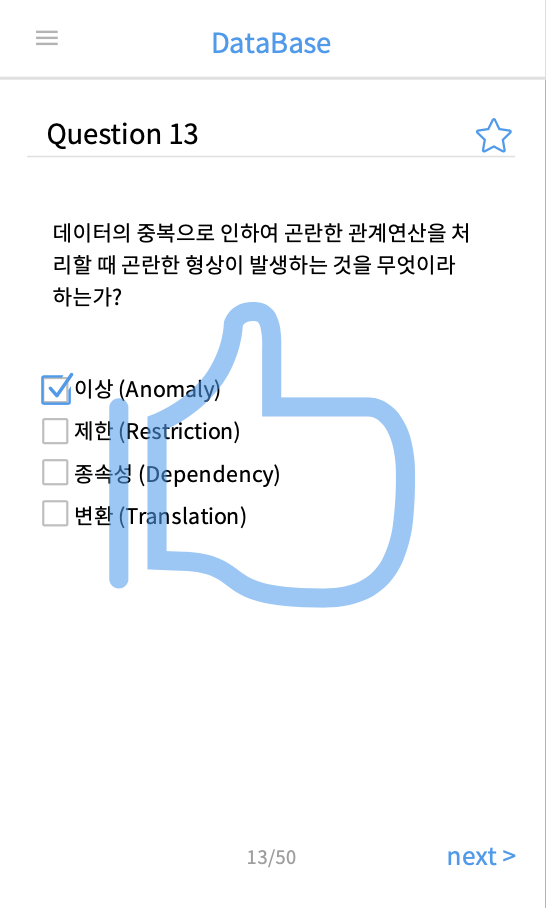 DataBase
Question 13
데이터의 중복으로 인하여 곤란한 관계연산을 처
리할 때 곤란한 형상이 발생하는 것을 무엇이라
하는가?
이상 (Anomaly)
제한 (Restriction)
종속성 (Dependency)
변환 (Translation)
13/50
next >